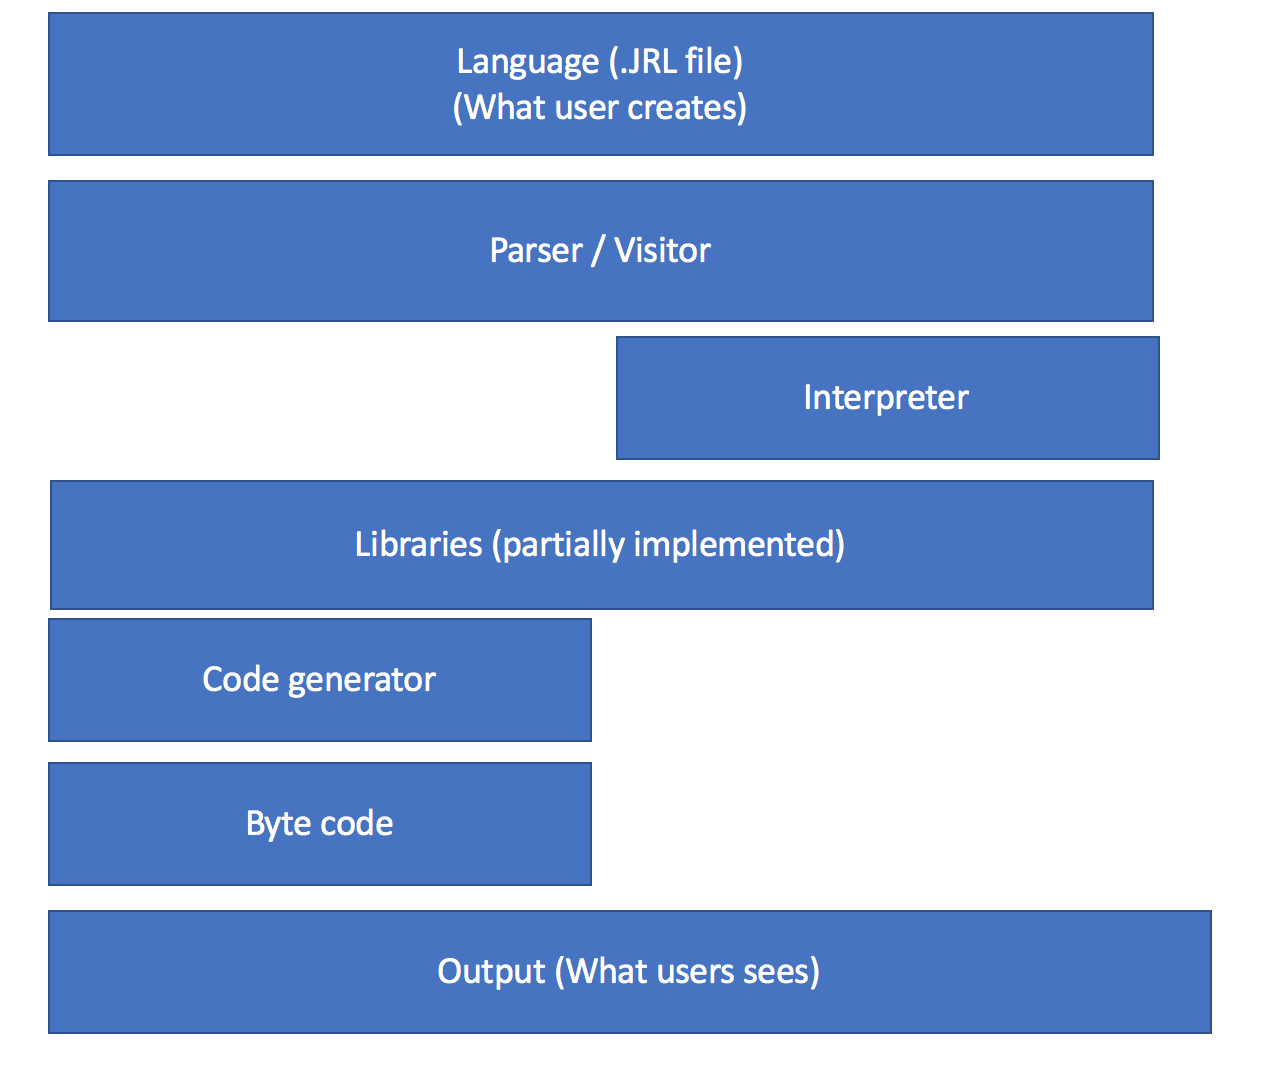 Language (.JRL file)
(What user creates)
Parser / Visitor
Interpreter
Libraries (partially implemented)
Code generator
Byte code
Output (What users sees)